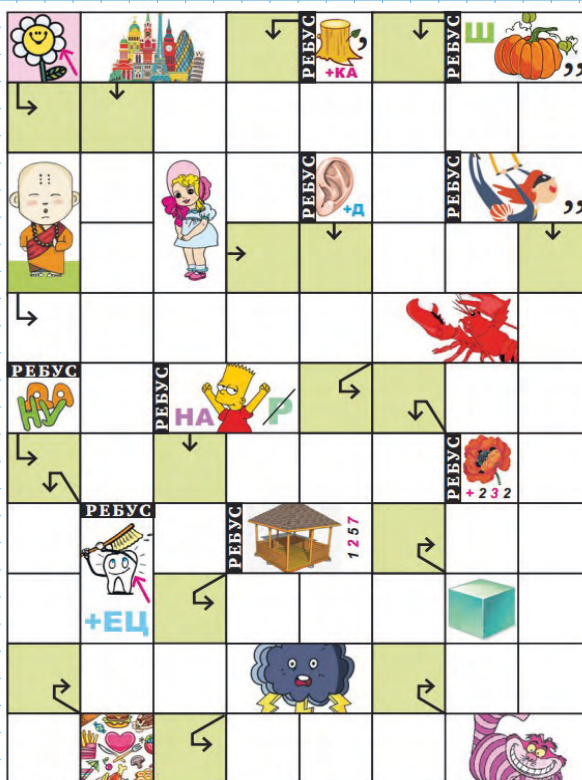 РЕБУС
,
+КА
РЕБУС
Ш
,,
РЕБУС
+Д
РЕБУС
,,
РЕБУС
НУ
РЕБУС
НА
Р
РЕБУС
+ 2 3 2
РЕБУС
+ЕЦ
РЕБУС
1 2 5 7